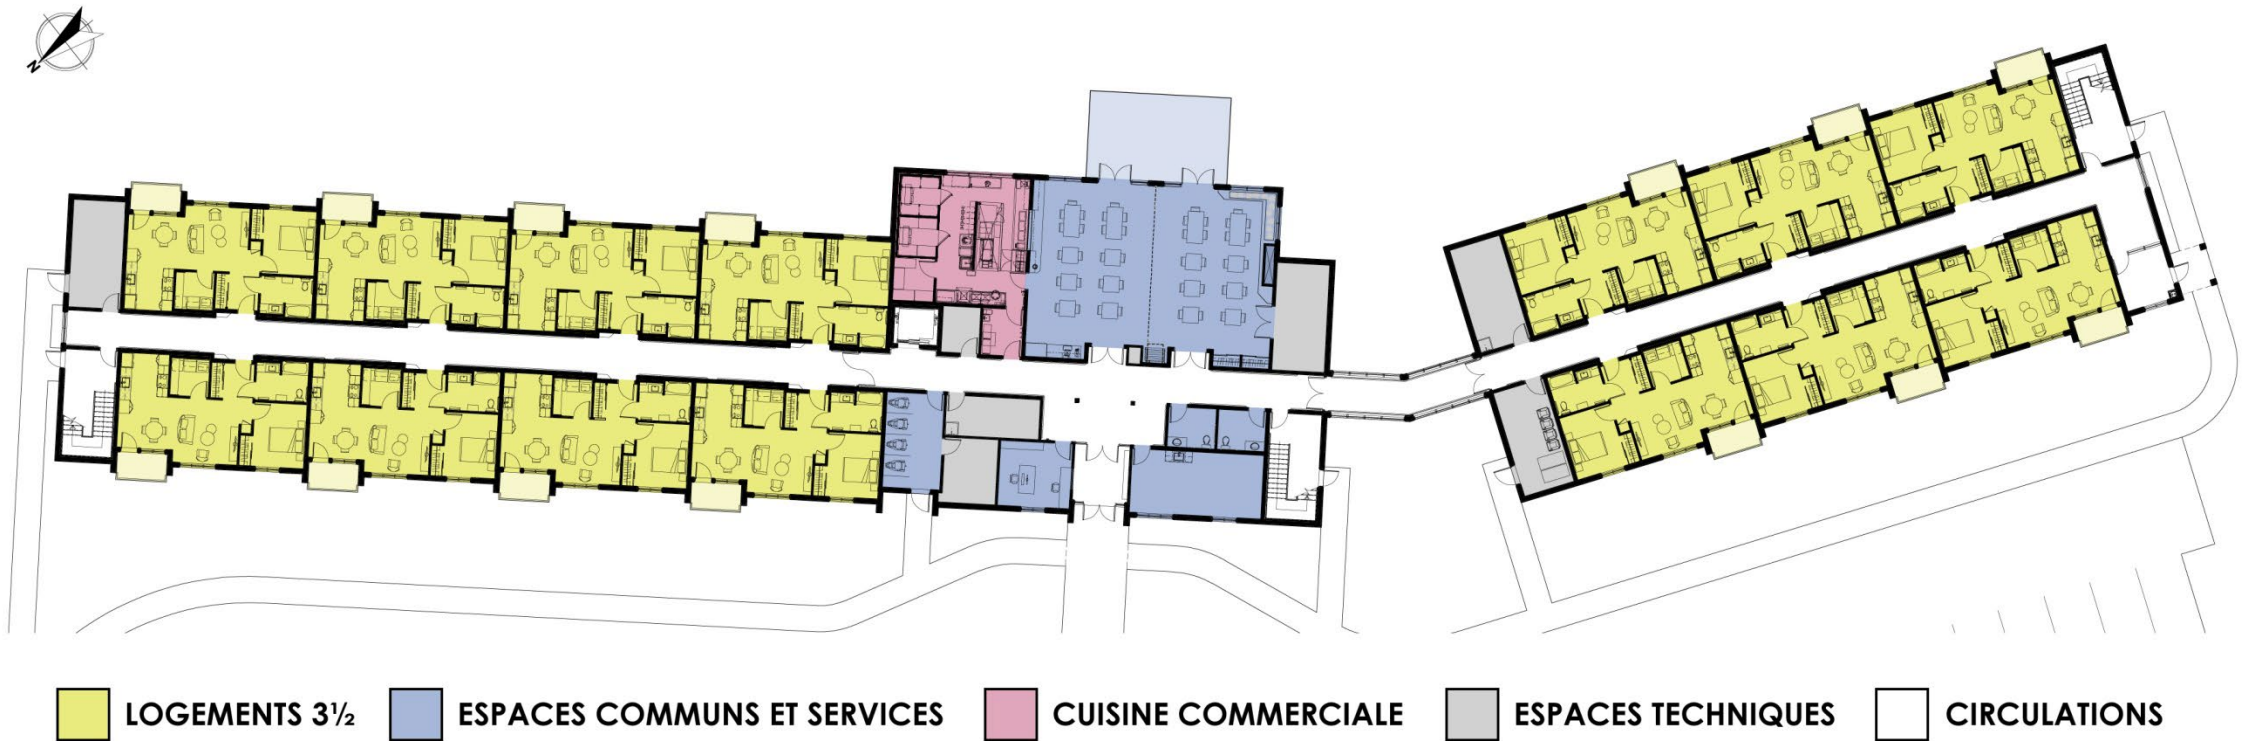 N
LOGEMENTS 3½
ESPACES COMMUNS ET SERVICES
CUISINE COMMERCIALE
ESPACES TECHNIQUES
CIRCULATIONS